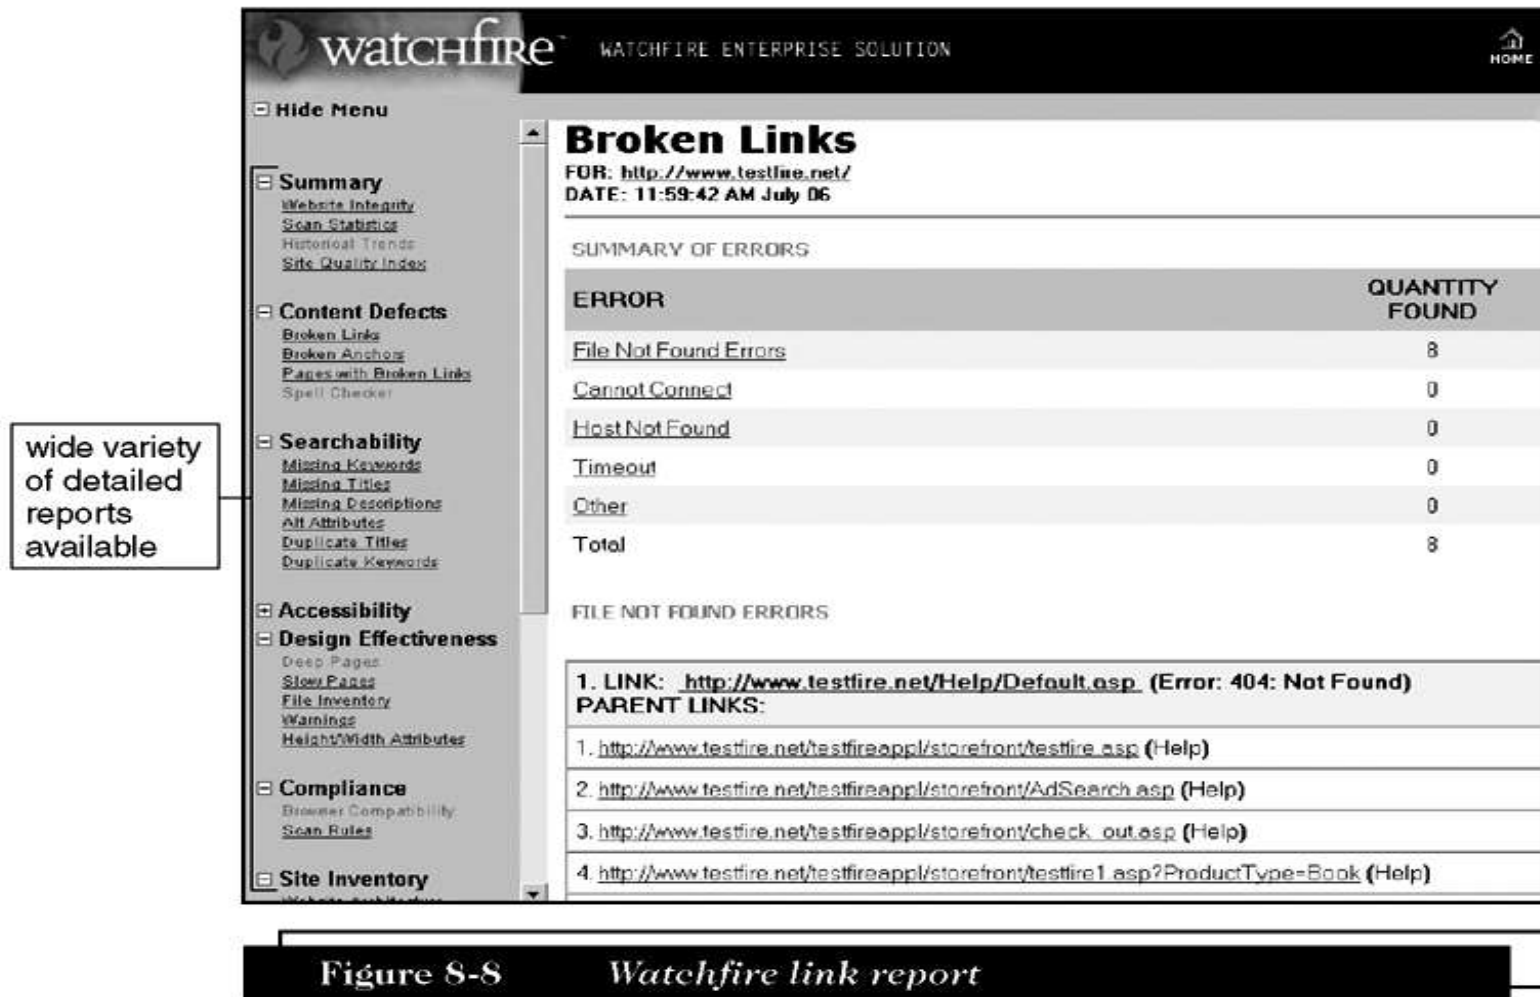 watchfire
WATCHFIRE ENTERPRISE SOLUTION
HOME
Hide Menu
Summary
Website Integrity
Scan Statistics
Historical Trends
Site Quality Index
Content Defects
Broken Links
Broken Anchors
Pages with Broken Links
Spell Checker
Searchability
Missing Keywords
Missing Titles
Missing Descriptions
Alt Attributes
Duplicate Titles
Duplicate Keywords
Accessibility
Design Effectiveness
Deep Pages
Slow Pages
File Inventory
Warnings
Height/Width Attributes
Compliance
Browser Compatibility
Scan Rules
Site Inventory
wide variety
of detailed
reports
available
Broken Links
FOR: http://www.testfire.net/
DATE: 11:59:42 AM July 06
SUMMARY OF ERRORS
ERROR QUANTITY FOUND
File Not Found Errors 8
Cannot Connect 0
Host Not Found 0
Timeout 0
Other 0
Total 8
FILE NOT FOUND ERRORS
1. LINK: http://www.testfire.net/Help/Default.asp (Error: 404: Not Found)
PARENT LINKS:
1. http://www.testfire.net/testfireappl/storefront/testfire.asp (Help)
2. http://www.testfire.net/testfireappl/storefront/AdSearch.asp (Help)
3. http://www.testfire.net/testfireappl/storefront/check_out.asp (Help)
4. http://www.testfire.net/testfireappl/storefront/testfire1.asp?ProductType=Book (Help)
Figure 8-8 Watchfire link report